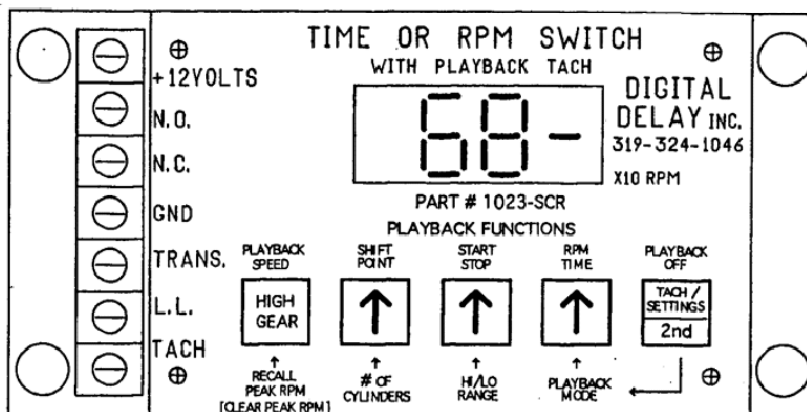 TIME OR RPM SWITCH
WITH PLAYBACK TACH
+12VOLTS
N.O.
N.C.
GND
TRANS.
L.L.
TACH
68-
DIGITAL
DELAY INC.
319-324-1046
X10 RPM
PART # 1023-SCR
PLAYBACK FUNCTIONS
PLAYBACK
SPEED
SHIFT
POINT
START
STOP
RPM
TIME
PLAYBACK
OFF
HIGH
GEAR
TACH/
SETTINGS
2nd
RECALL
PEAK RPM
[CLEAR PEAK RPM]
# OF
CYLINDERS
HI/LO
RANGE
PLAYBACK
MODE